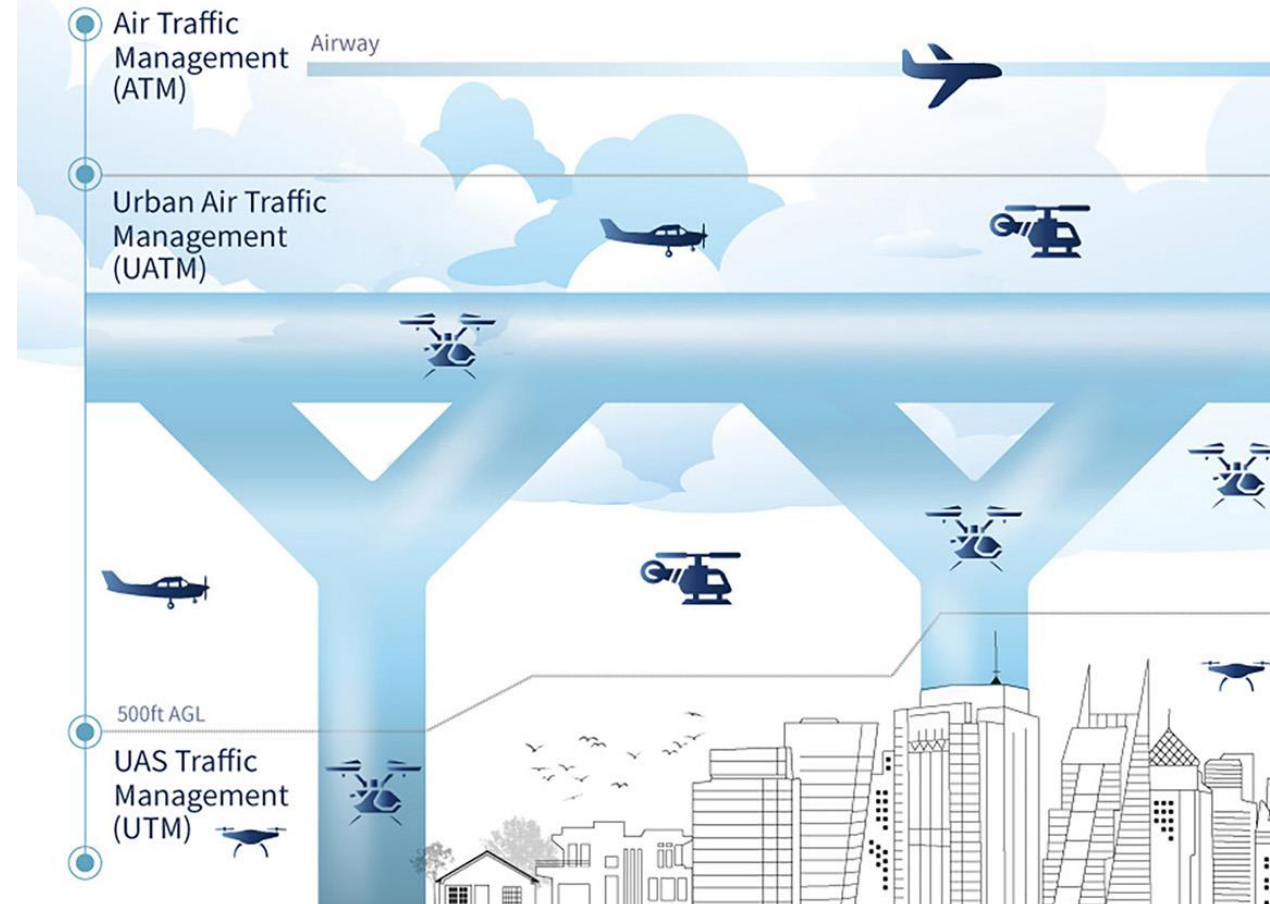 Air Traffic
Management
(ATM)
Airway
Urban Air Traffic
Management
(UATM)
500ft AGL
UAS Traffic
Management
(UTM)